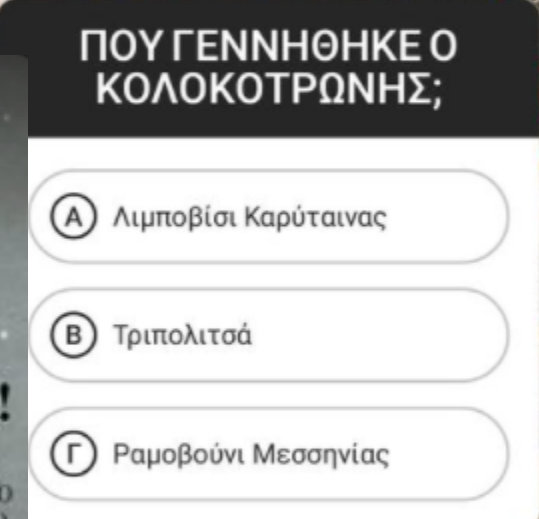 ΠΟΥ ΓΕΝΝΗΘΗΚΕ Ο
ΚΟΛΟΚΟΤΡΩΝΗΣ;
Α Λιμποβίσι Καρύταινας
Β Τριπολιτσά
Γ Ραμοβούνι Μεσσηνίας
!